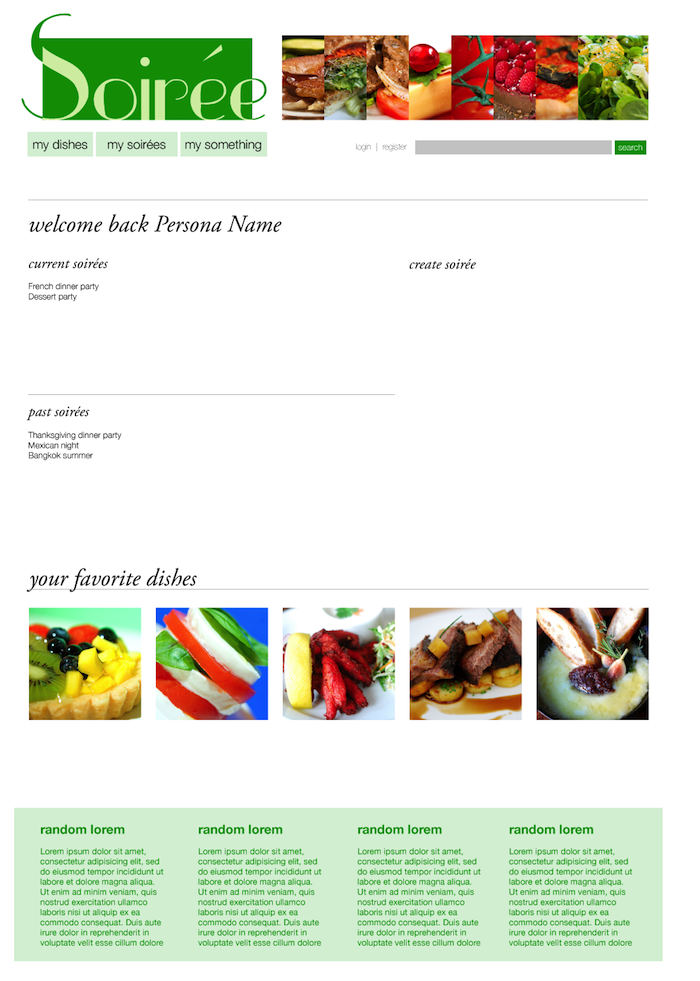 Soirée
my dishes my soirées my something
login | register search
welcome back Persona Name
current soirées
French dinner party
Dessert party
create soirée
past soirées
Thanksgiving dinner party
Mexican night
Bangkok summer
your favorite dishes
random lorem
Lorem ipsum dolor sit amet,
consectetur adipisicing elit, sed
do eiusmod tempor incididunt ut
labore et dolore magna aliqua.
Ut enim ad minim veniam, quis
nostrud exercitation ullamco
laboris nisi ut aliquip ex ea
commodo consequat. Duis aute
irure dolor in reprehenderit in
voluptate velit esse cillum dolore
random lorem
Lorem ipsum dolor sit amet,
consectetur adipisicing elit, sed
do eiusmod tempor incididunt ut
labore et dolore magna aliqua.
Ut enim ad minim veniam, quis
nostrud exercitation ullamco
laboris nisi ut aliquip ex ea
commodo consequat. Duis aute
irure dolor in reprehenderit in
voluptate velit esse cillum dolore
random lorem
Lorem ipsum dolor sit amet,
consectetur adipisicing elit, sed
do eiusmod tempor incididunt ut
labore et dolore magna aliqua.
Ut enim ad minim veniam, quis
nostrud exercitation ullamco
laboris nisi ut aliquip ex ea
commodo consequat. Duis aute
irure dolor in reprehenderit in
voluptate velit esse cillum dolore
random lorem
Lorem ipsum dolor sit amet,
consectetur adipisicing elit, sed
do eiusmod tempor incididunt ut
labore et dolore magna aliqua.
Ut enim ad minim veniam, quis
nostrud exercitation ullamco
laboris nisi ut aliquip ex ea
commodo consequat. Duis aute
irure dolor in reprehenderit in
voluptate velit esse cillum dolore